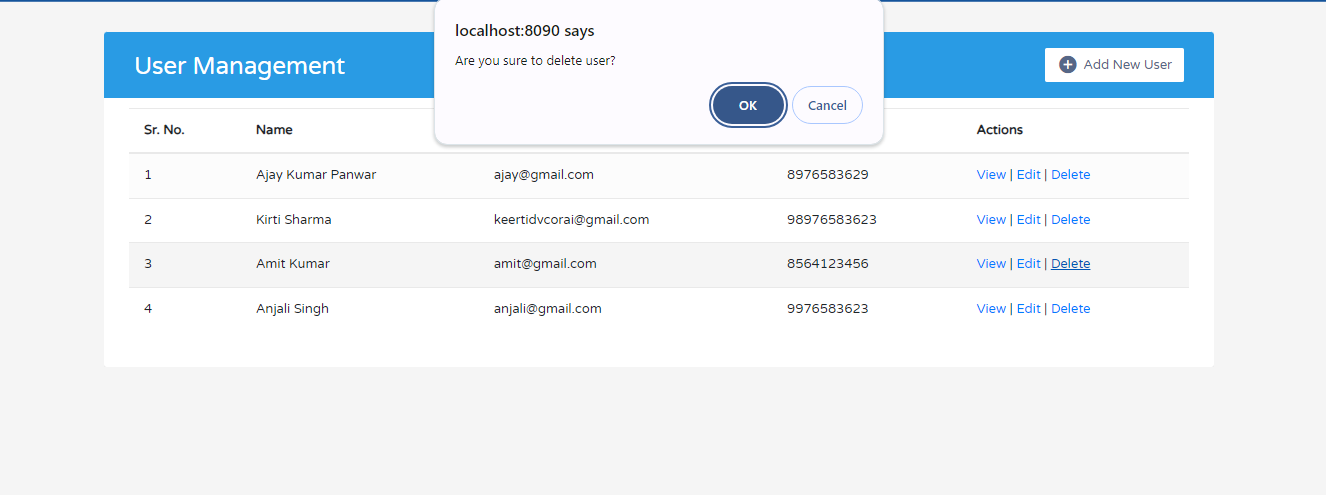 localhost:8090 says
Are you sure to delete user?
OK Cancel
User Management
Add New User
Sr. No. Name Actions
1 Ajay Kumar Panwar ajay@gmail.com 8976583629 View | Edit | Delete
2 Kirti Sharma keertidvcorai@gmail.com 98976583623 View | Edit | Delete
3 Amit Kumar amit@gmail.com 8564123456 View | Edit | Delete
4 Anjali Singh anjali@gmail.com 9976583623 View | Edit | Delete